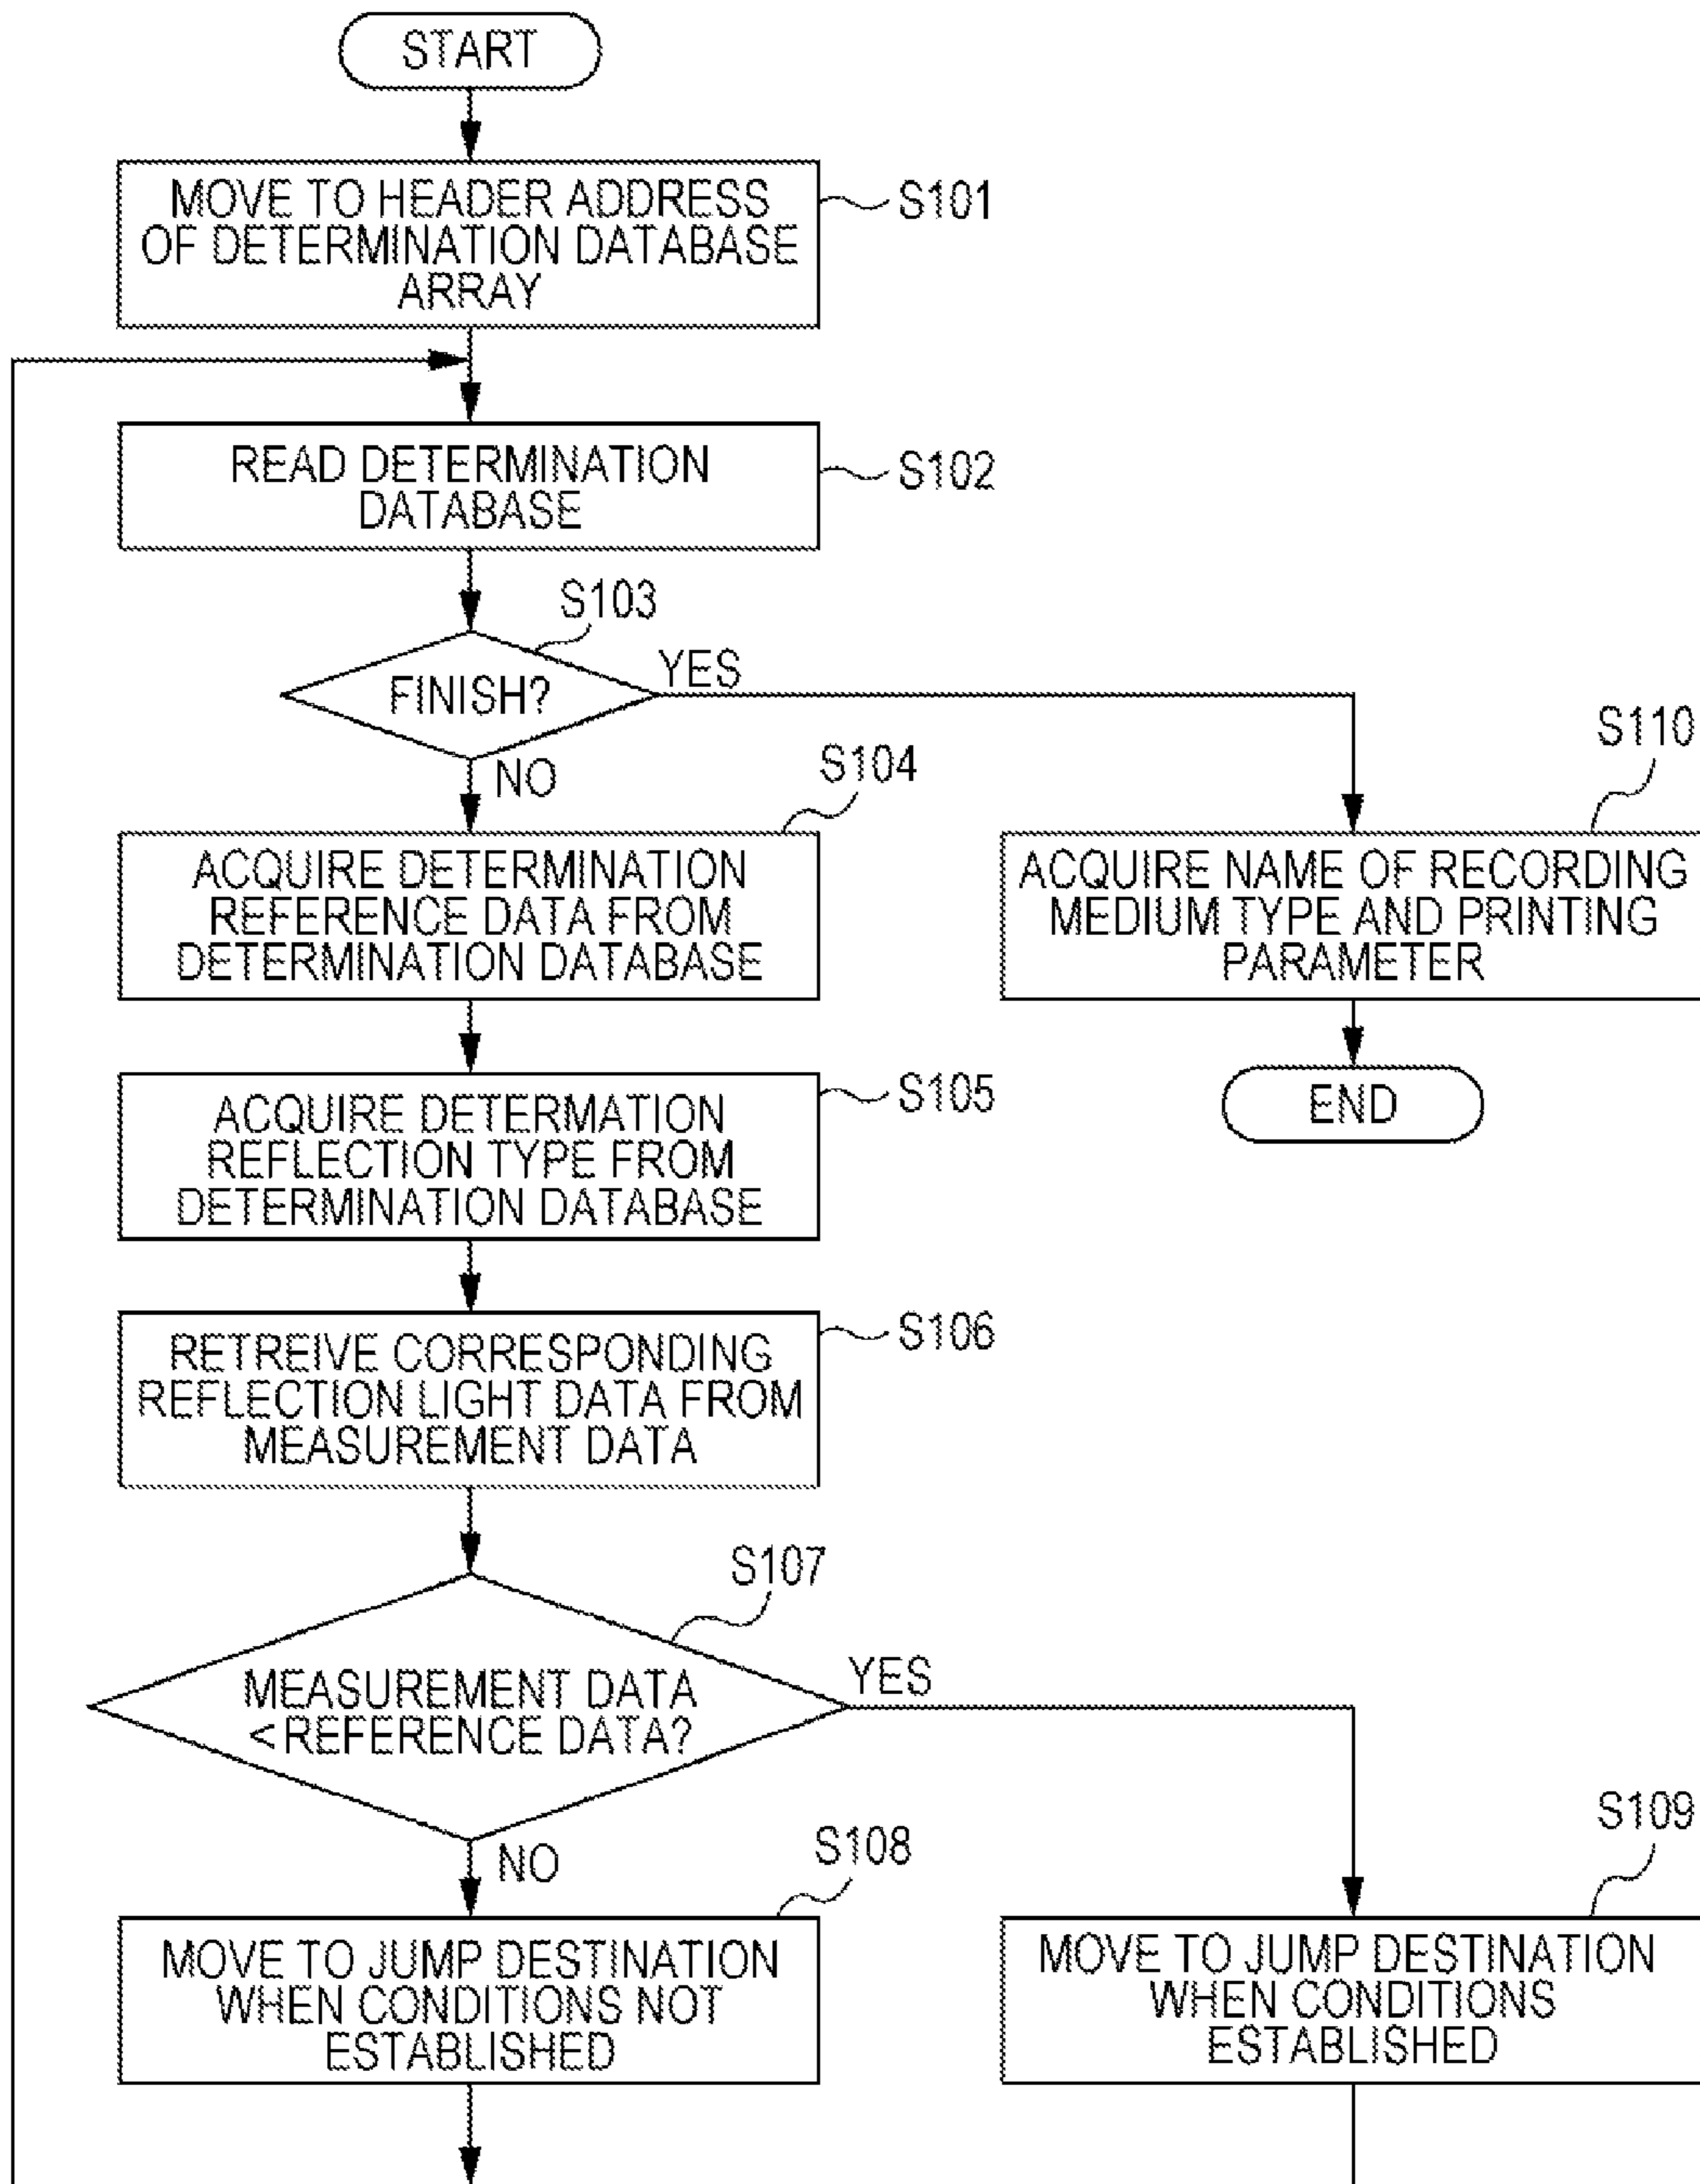 START
MOVE TO HEADER ADDRESS
OF DETERMINATION DATABASE
ARRAY
S101
READ DETERMINATION
DATABASE
S102
S103
FINISH?
YES
NO
S104
ACQUIRE DETERMINATION
REFERENCE DATA FROM
DETERMINATION DATABASE
S110
ACQUIRE NAME OF RECORDING
MEDIUM TYPE AND PRINTING
PARAMETER
END
ACQUIRE DETERMATION
REFLECTION TYPE FROM
DETERMINATION DATABASE
S105
RETREIVE CORRESPONDING
REFLECTION LIGHT DATA FROM
MEASUREMENT DATA
S106
S107
MEASUREMENT DATA
< REFERENCE DATA?
YES
NO
S108
MOVE TO JUMP DESTINATION
WHEN CONDITIONS NOT
ESTABLISHED
S109
MOVE TO JUMP DESTINATION
WHEN CONDITIONS
ESTABLISHED